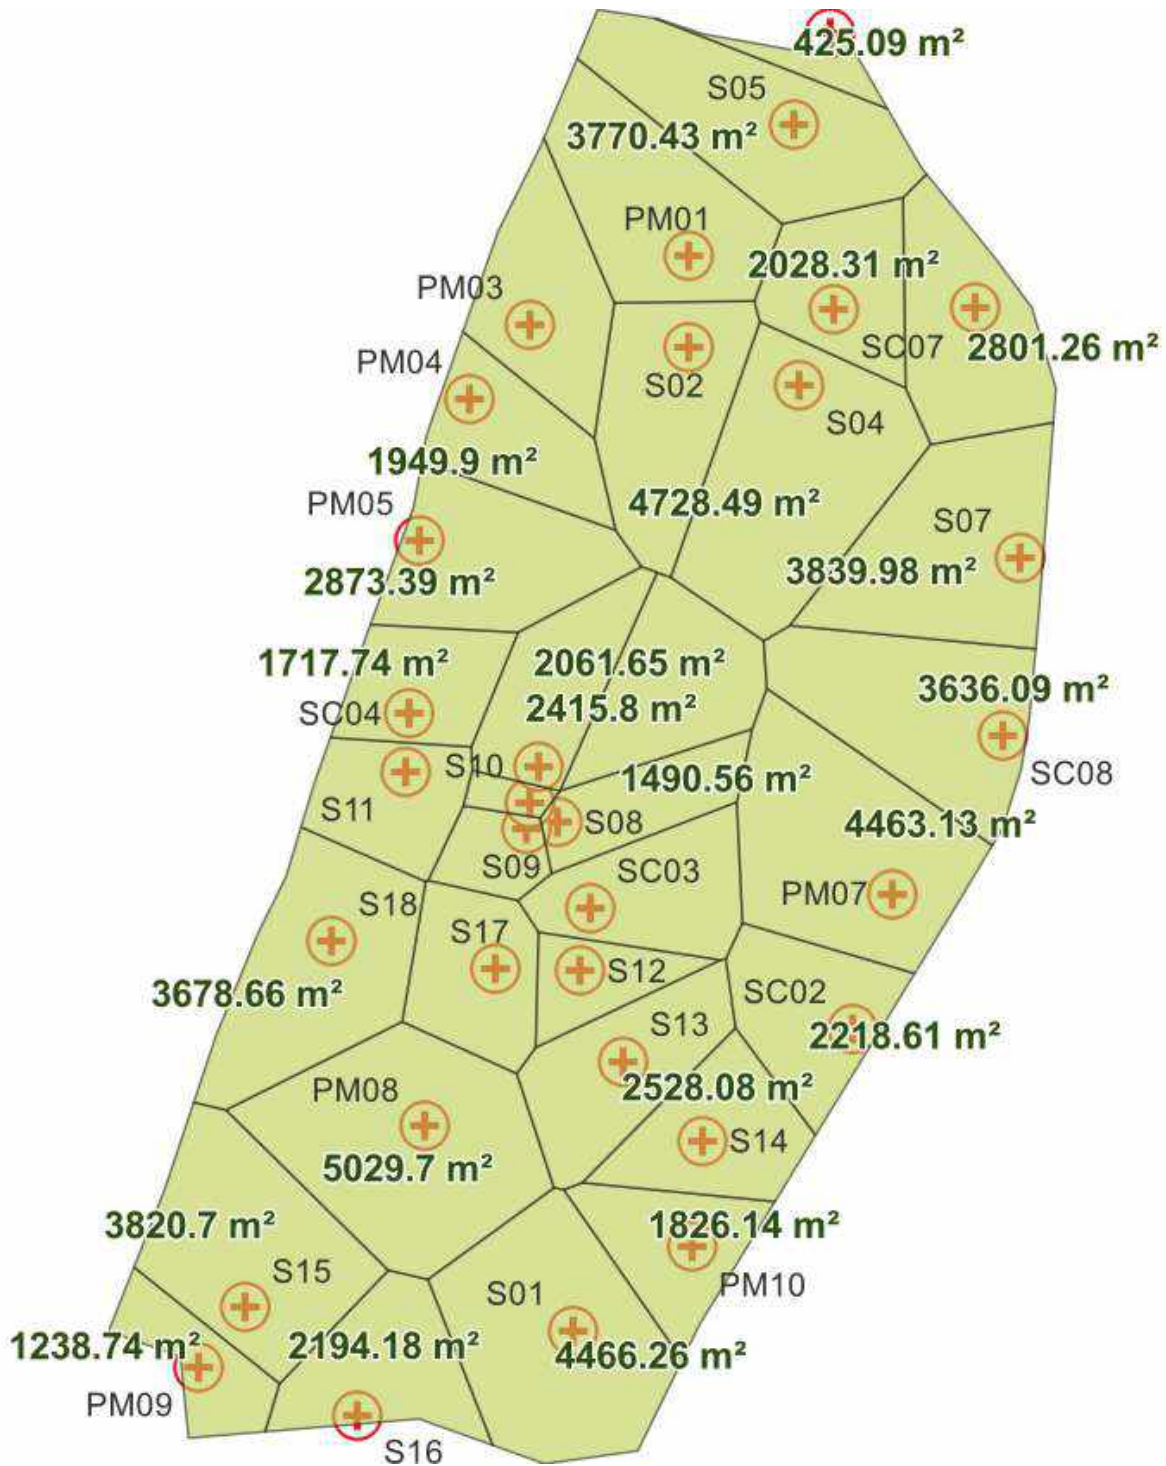 425.09 m²
S05
3770.43 m²
PM01
2028.31 m²
PM03
SC07
2801.26 m²
PM04
S02
S04
1949.9 m²
PM05
4728.49 m²
S07
2873.39 m²
3839.98 m²
1717.74 m²
2061.65 m²
3636.09 m²
SC04
2415.8 m²
S10
1490.56 m²
SC08
S11
S08
4463.13 m²
S09
SC03
PM07
S18
S17
S12
3678.66 m²
SC02
S13
2218.61 m²
PM08
2528.08 m²
S14
5029.7 m²
3820.7 m²
1826.14 m²
S15
S01
PM10
1238.74 m²
2194.18 m²
4466.26 m²
PM09
S16